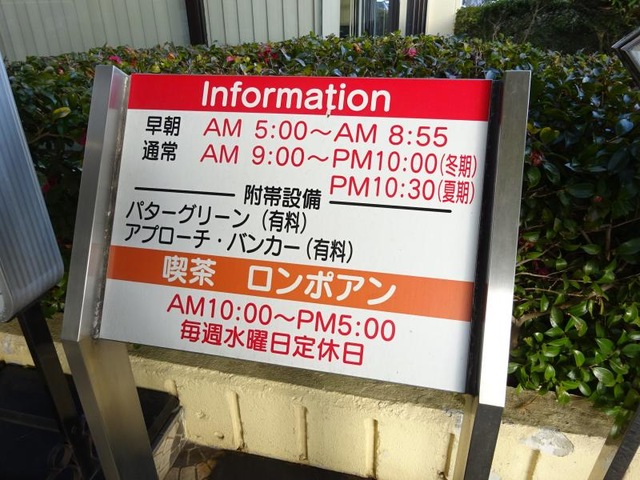 Information
早朝 AM 5:00～AM 8:55
通常 AM 9:00～PM10:00(冬期)
PM10:30(夏期)
附帯設備
パターグリーン (有料)
アプローチ・バンカー(有料)
喫茶 ロンポアン
AM10:00～PM5:00
毎週水曜日定休日